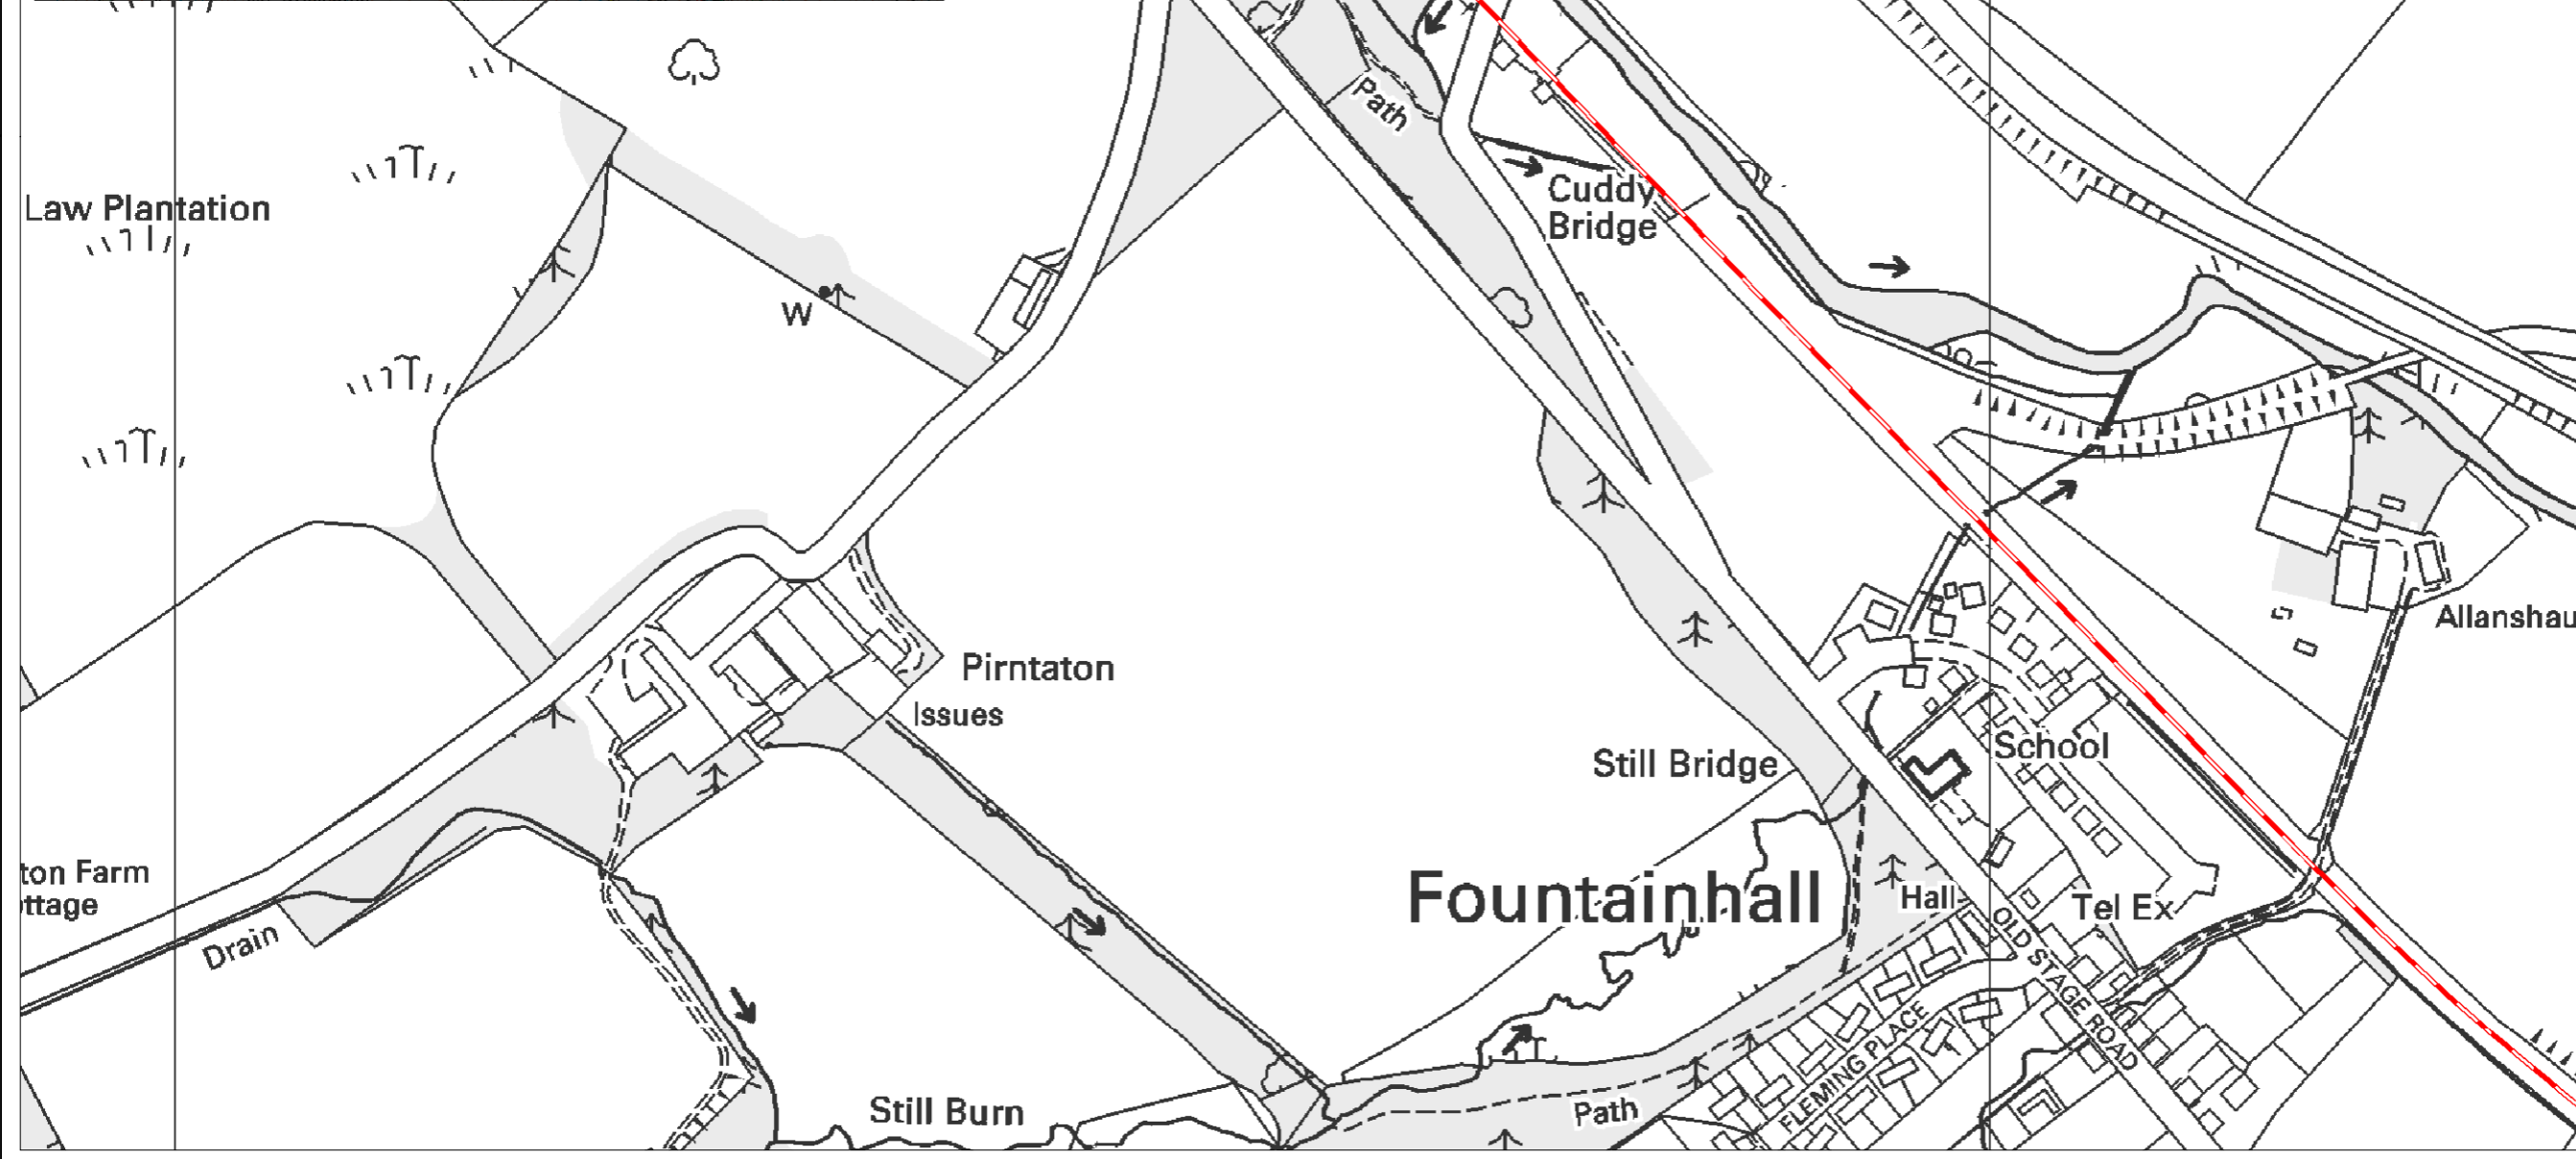 Path
Cuddy
Bridge
Law Plantation
W
Allanshau
Pirntaton
Issues
School
Still Bridge
ton Farm
ttage
Fountainhall
Hall
Tel Ex
Drain
OLD STAGE ROAD
FLEMING PLACE
Still Burn
Path